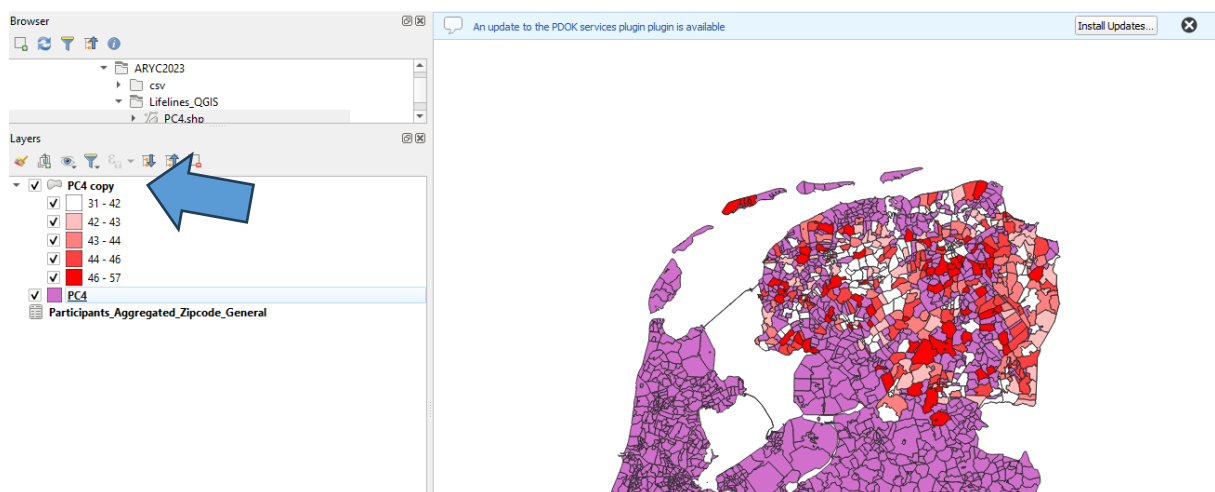 Browser
ARYC2023
csv
Lifelines_QGIS
PC4.shp
Layers
PC4 copy
31 - 42
42 - 43
43 - 44
44 - 46
46 - 57
PC4
Participants_Aggregated_Zipcode_General
An update to the PDOK services plugin plugin is available
Install Updates...